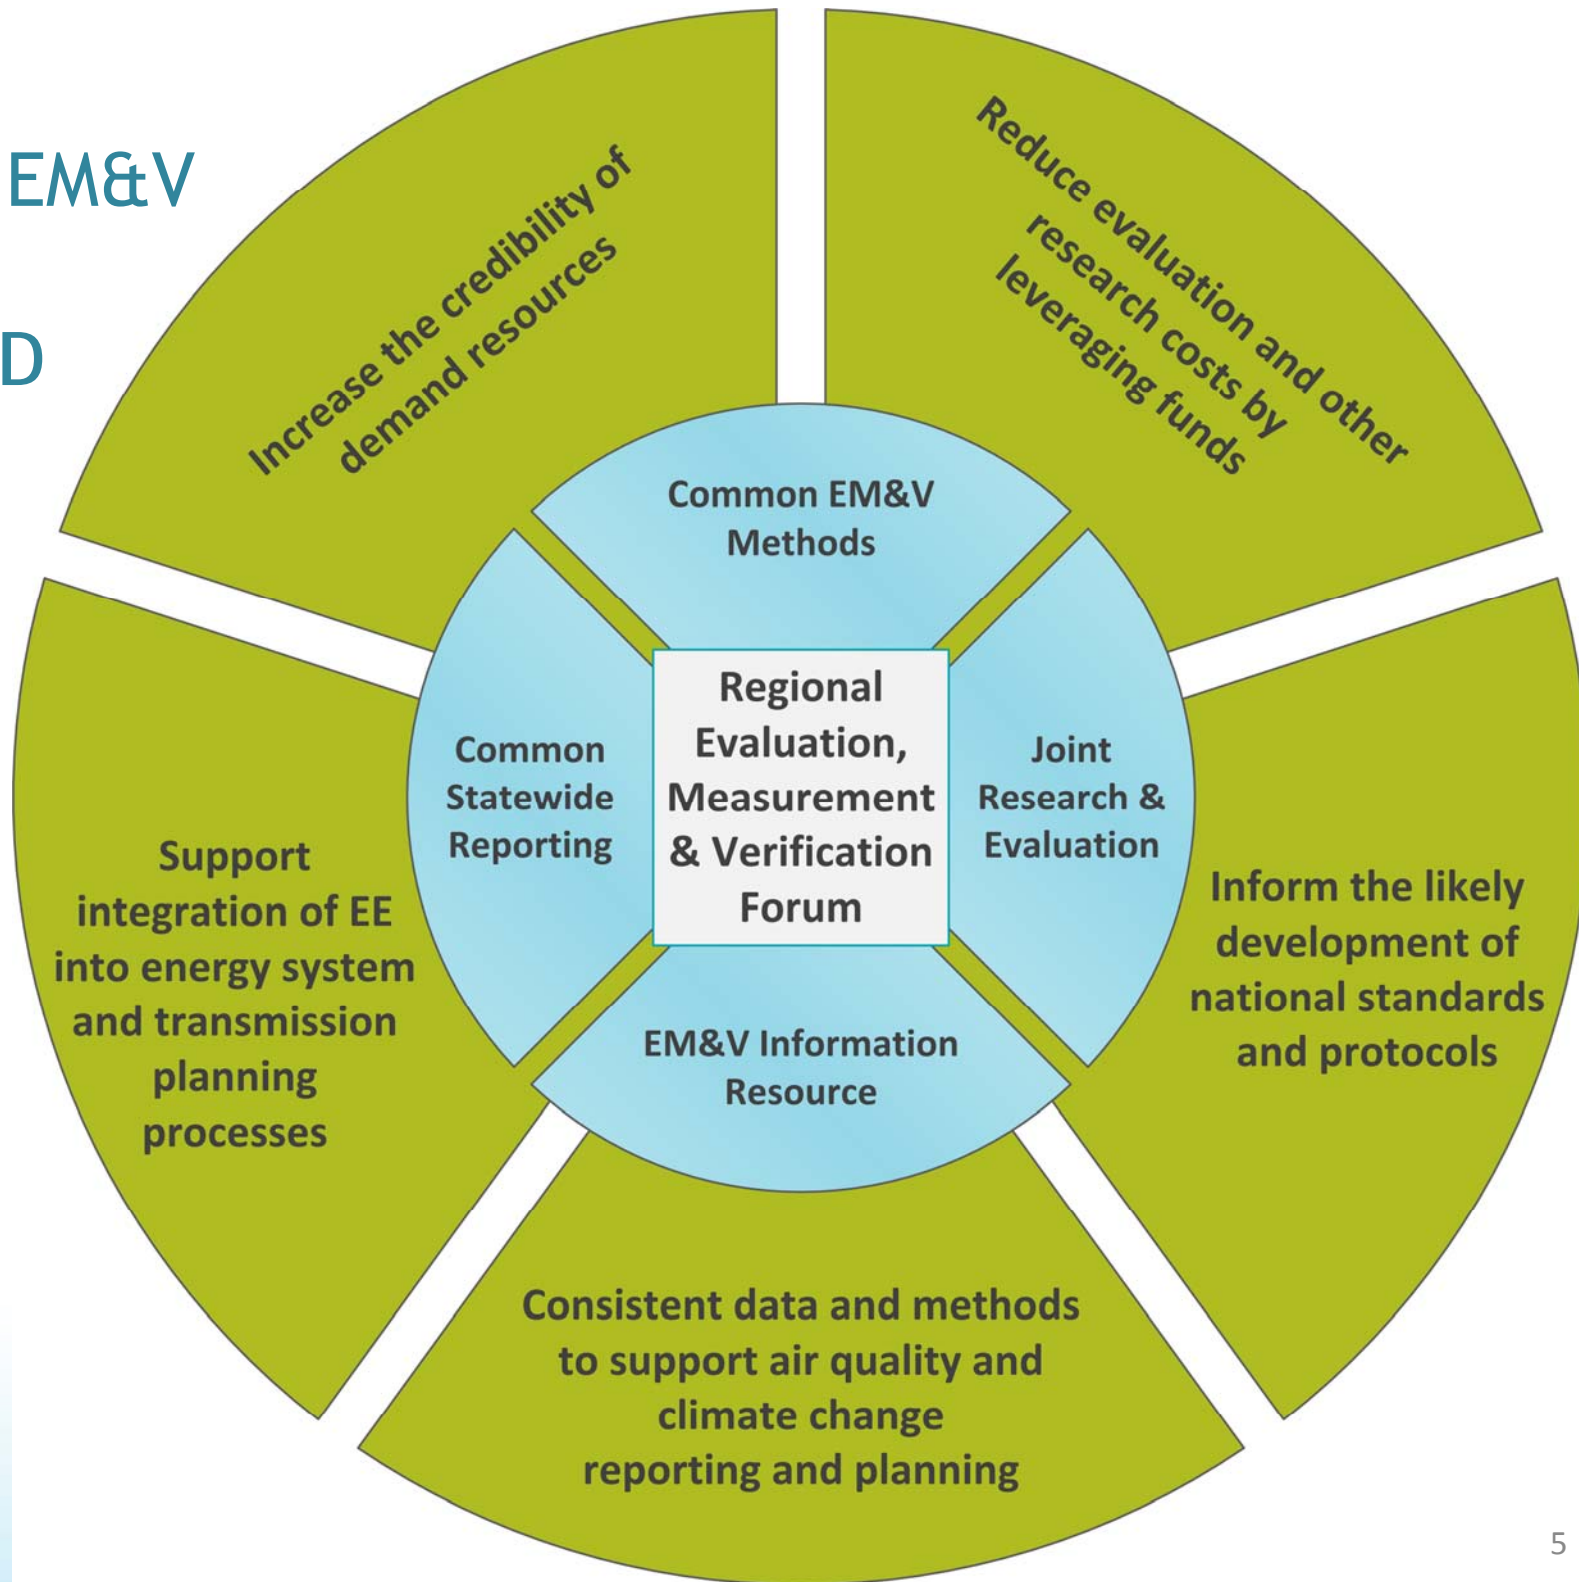 EM&V
D
Increase the credibility of
demand resources
Reduce evaluation and other
research costs by
leveraging funds
Common EM&V
Methods
Common
Statewide
Reporting
Regional
Evaluation,
Measurement
& Verification
Forum
Joint
Research &
Evaluation
EM&V Information
Resource
Support
integration of EE
into energy system
and transmission
planning
processes
Inform the likely
development of
national standards
and protocols
Consistent data and methods
to support air quality and
climate change
reporting and planning
5